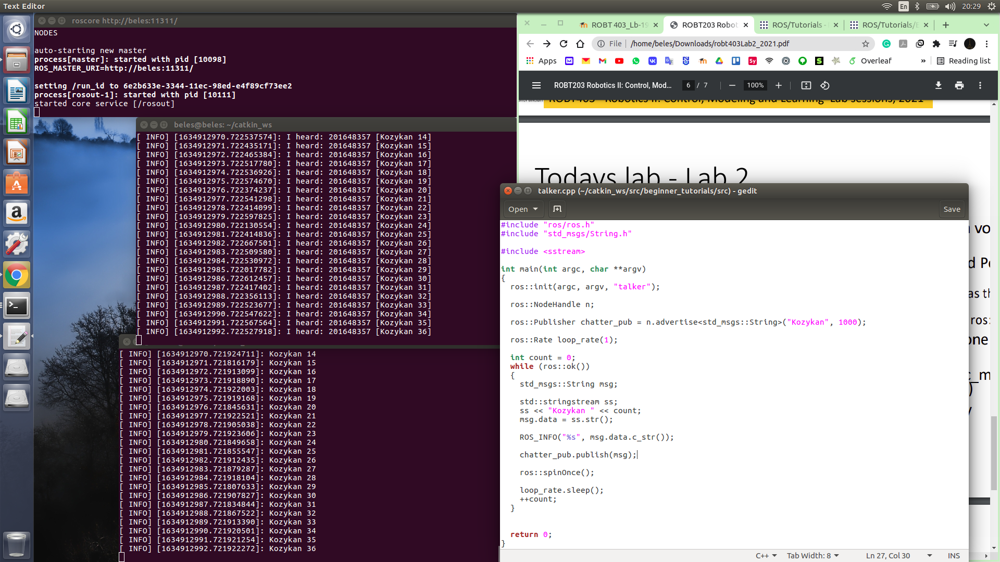 Text Editor
En
20:29
roscore http://beles:11311/
NODES
auto-starting new master
process[master]: started with pid [10098]
ROS_MASTER_URI=http://beles:11311/
setting /run_id to 6e2b633e-3344-11ec-98ed-e4f89cf73ee2
process[rosout-1]: started with pid [10111]
started core service [/rosout]
beles@beles: ~/catkin_ws
[ INFO] [1634912970.722537574]: I heard: 201648357 [Kozykan 14]
[ INFO] [1634912971.722435171]: I heard: 201648357 [Kozykan 15]
[ INFO] [1634912972.722465384]: I heard: 201648357 [Kozykan 16]
[ INFO] [1634912973.722517780]: I heard: 201648357 [Kozykan 17]
[ INFO] [1634912974.722536926]: I heard: 201648357 [Kozykan 18]
[ INFO] [1634912975.722574670]: I heard: 201648357 [Kozykan 19]
[ INFO] [1634912976.722374237]: I heard: 201648357 [Kozykan 20]
[ INFO] [1634912977.722541298]: I heard: 201648357 [Kozykan 21]
[ INFO] [1634912978.722414099]: I heard: 201648357 [Kozykan 22]
[ INFO] [1634912979.722597825]: I heard: 201648357 [Kozykan 23]
[ INFO] [1634912980.722130554]: I heard: 201648357 [Kozykan 24]
[ INFO] [1634912981.722414836]: I heard: 201648357 [Kozykan 25]
[ INFO] [1634912982.722667501]: I heard: 201648357 [Kozykan 26]
[ INFO] [1634912983.722509580]: I heard: 201648357 [Kozykan 27]
[ INFO] [1634912984.722530972]: I heard: 201648357 [Kozykan 28]
[ INFO] [1634912985.722017782]: I heard: 201648357 [Kozykan 29]
[ INFO] [1634912986.722612457]: I heard: 201648357 [Kozykan 30]
[ INFO] [1634912987.722417402]: I heard: 201648357 [Kozykan 31]
[ INFO] [1634912988.722356113]: I heard: 201648357 [Kozykan 32]
[ INFO] [1634912989.722523677]: I heard: 201648357 [Kozykan 33]
[ INFO] [1634912990.722547622]: I heard: 201648357 [Kozykan 34]
[ INFO] [1634912991.722567564]: I heard: 201648357 [Kozykan 35]
[ INFO] [1634912992.722527918]: I heard: 201648357 [Kozykan 36]
[ INFO] [1634912970.721924711]: Kozykan 14
[ INFO] [1634912971.721816179]: Kozykan 15
[ INFO] [1634912972.721913099]: Kozykan 16
[ INFO] [1634912973.721918890]: Kozykan 17
[ INFO] [1634912974.721922003]: Kozykan 18
[ INFO] [1634912975.721919168]: Kozykan 19
[ INFO] [1634912976.721845631]: Kozykan 20
[ INFO] [1634912977.721922521]: Kozykan 21
[ INFO] [1634912978.721905038]: Kozykan 22
[ INFO] [1634912979.721923606]: Kozykan 23
[ INFO] [1634912980.721849658]: Kozykan 24
[ INFO] [1634912981.721855547]: Kozykan 25
[ INFO] [1634912982.721912435]: Kozykan 26
[ INFO] [1634912983.721879287]: Kozykan 27
[ INFO] [1634912984.721918104]: Kozykan 28
[ INFO] [1634912985.721807633]: Kozykan 29
[ INFO] [1634912986.721907827]: Kozykan 30
[ INFO] [1634912987.721834844]: Kozykan 31
[ INFO] [1634912988.721867522]: Kozykan 32
[ INFO] [1634912989.721913390]: Kozykan 33
[ INFO] [1634912990.721920501]: Kozykan 34
[ INFO] [1634912991.721921254]: Kozykan 35
[ INFO] [1634912992.721922272]: Kozykan 36
ROBT 403_Lb-19
ROBT203 Robot
ROS/Tutorials -
ROS/Tutorials/E
File /home/beles/Downloads/robt403Lab2_2021.pdf
Apps
Sy
Overleaf
» Reading list
ROBT203 Robotics II: Control, Mod... 6 / 7 100%
ROBT403 - Robotics II: Control, Modeling and Learning- Lab sessions, 2021
Todays lab - Lab 2
talker.cpp (~/catkin_ws/src/beginner_tutorials/src) - gedit
Open Save
#include "ros/ros.h"
#include "std_msgs/String.h"
#include <sstream>
int main(int argc, char **argv)
{
ros::init(argc, argv, "talker");
ros::NodeHandle n;
ros::Publisher chatter_pub = n.advertise<std_msgs::String>("Kozykan", 1000);
ros::Rate loop_rate(1);
int count = 0;
while (ros::ok())
{
std_msgs::String msg;
std::stringstream ss;
ss << "Kozykan " << count;
msg.data = ss.str();
ROS_INFO("%s", msg.data.c_str());
chatter_pub.publish(msg);
ros::spinOnce();
loop_rate.sleep();
++count;
}
return 0;
}
C++ Tab Width: 8 Ln 27, Col 30 INS